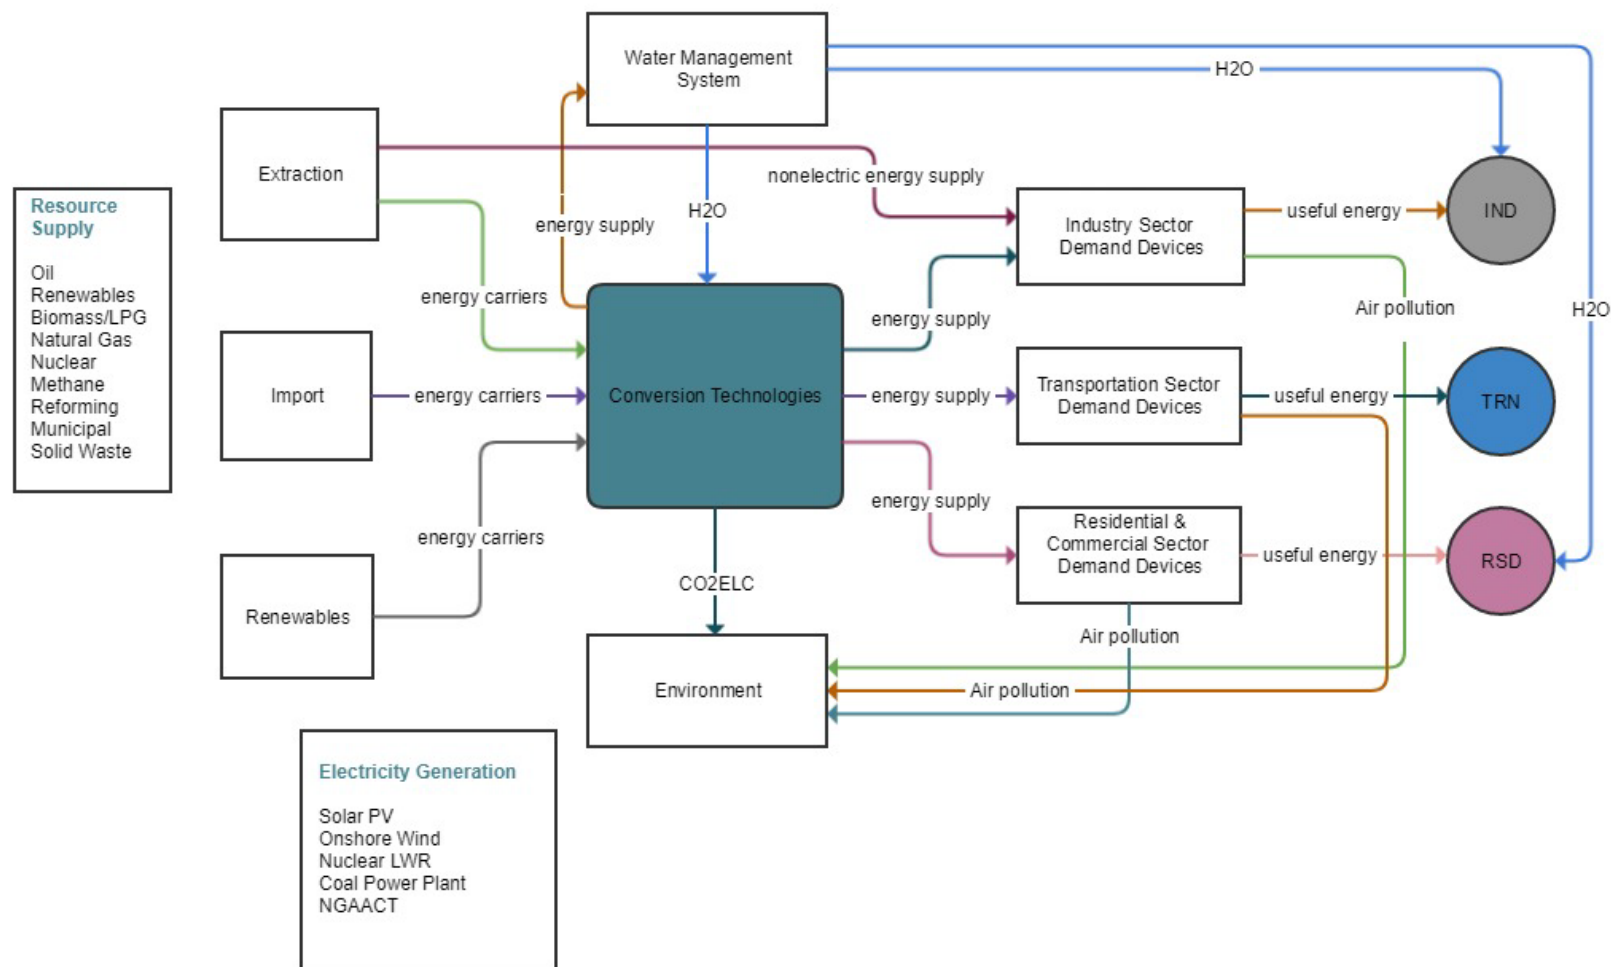 Water Management
System
H2O
H2O
Extraction
nonelectric energy supply
H2O
energy supply
Resource
Supply
Oil
Renewables
Biomass/LPG
Natural Gas
Nuclear
Methane
Reforming
Municipal
Solid Waste
energy carriers
Industry Sector
Demand Devices
useful energy
IND
Air pollution
energy supply
Import
energy carriers
Conversion Technologies
energy supply
Transportation Sector
Demand Devices
useful energy
TRN
energy supply
energy carriers
Residential &
Commercial Sector
Demand Devices
useful energy
RSD
Renewables
CO2ELC
Air pollution
Environment
Air pollution
Electricity Generation
Solar PV
Onshore Wind
Nuclear LWR
Coal Power Plant
NGAACT